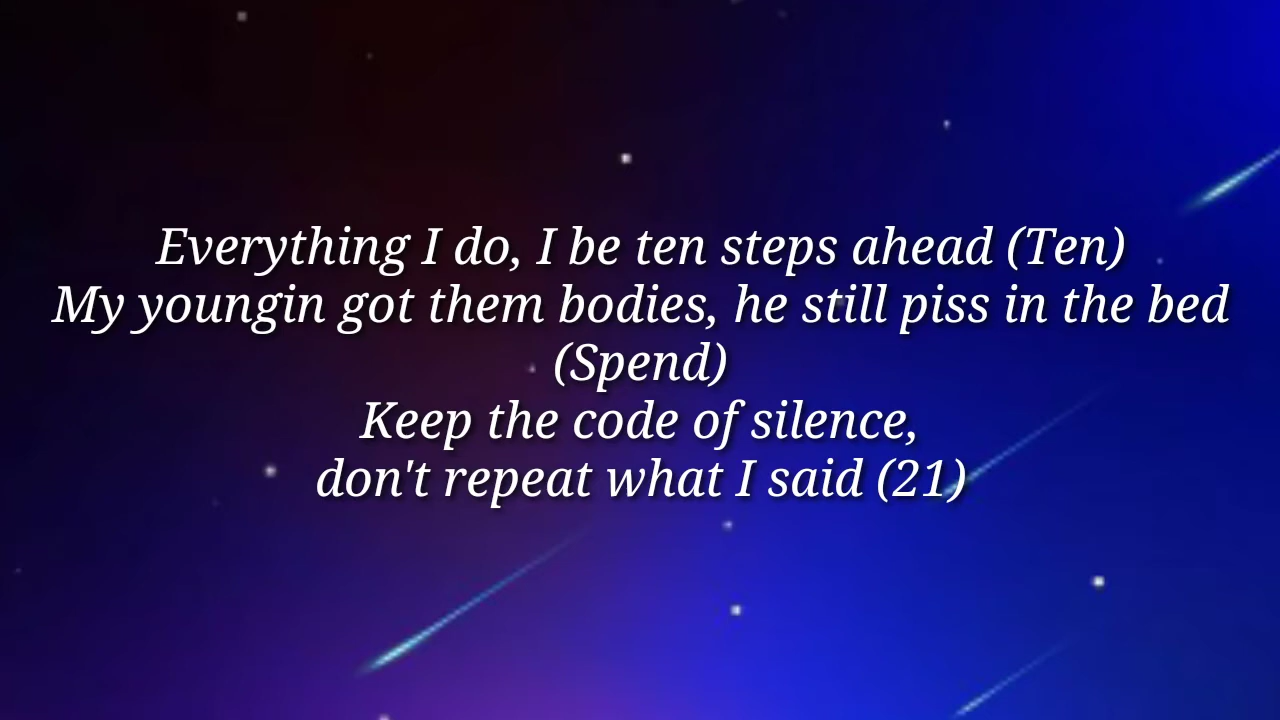 Everything I do, I be ten steps ahead (Ten)
My youngin got them bodies, he still piss in the bed
(Spend)
Keep the code of silence,
don't repeat what I said (21)